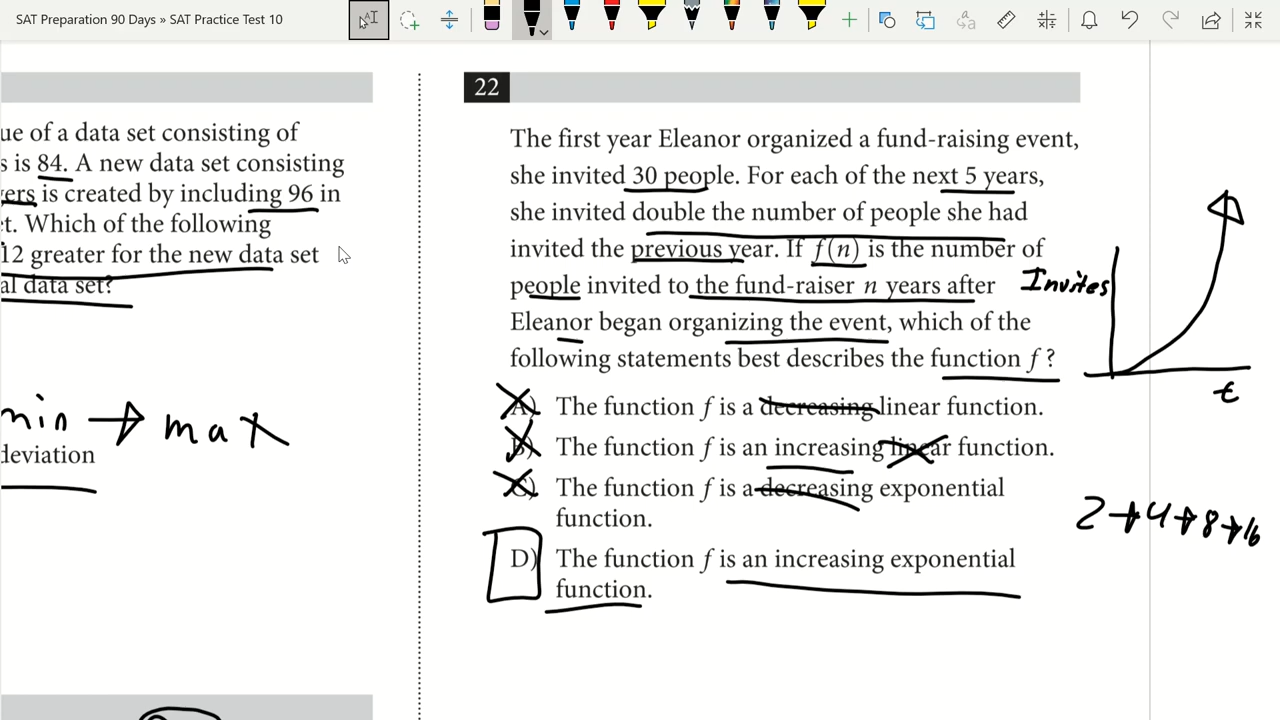 SAT Preparation 90 Days » SAT Practice Test 10
ue of a data set consisting of
s is 84. A new data set consisting
ers is created by including 96 in
t. Which of the following
12 greater for the new data set
al data set?
min → max
deviation
22
The first year Eleanor organized a fund-raising event,
she invited 30 people. For each of the next 5 years,
she invited double the number of people she had
invited the previous year. If f(n) is the number of
people invited to the fund-raiser n years after
Eleanor began organizing the event, which of the
following statements best describes the function f ?
A) The function f is a decreasing linear function.
B) The function f is an increasing linear function.
C) The function f is a decreasing exponential
function.
D) The function f is an increasing exponential
function.
Invites
t
2→4→8→16